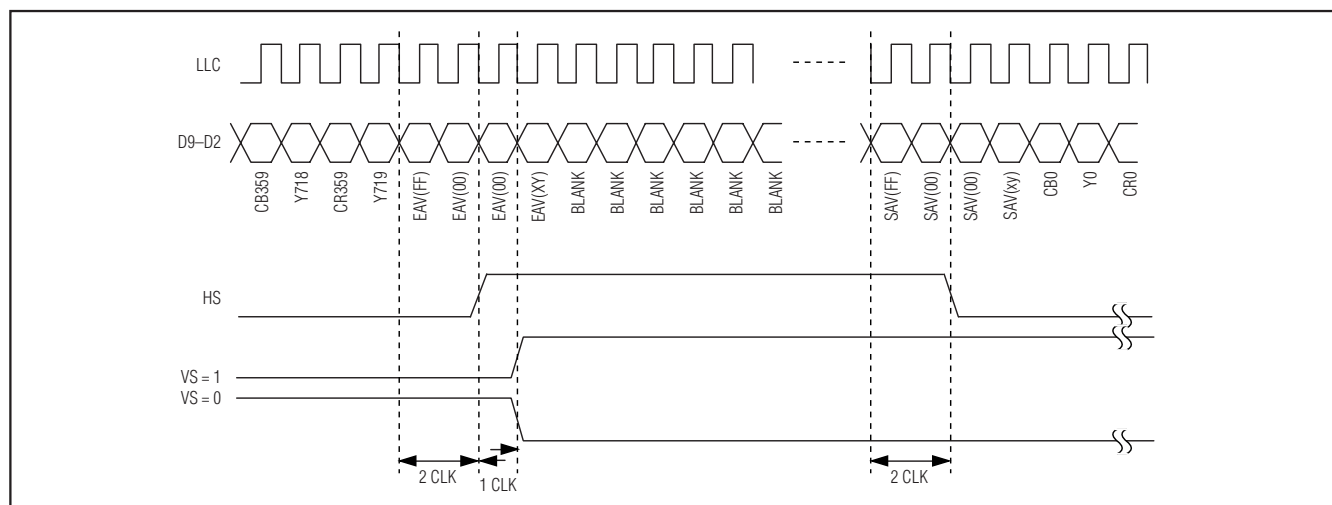 LLC
D9–D2
CB359
Y718
CR359
Y719
EAV(FF)
EAV(00)
EAV(00)
EAV(XY)
BLANK
BLANK
BLANK
BLANK
BLANK
BLANK
SAV(FF)
SAV(00)
SAV(00)
SAV(xy)
CB0
Y0
CR0
HS
VS = 1
VS = 0
2 CLK
1 CLK
2 CLK